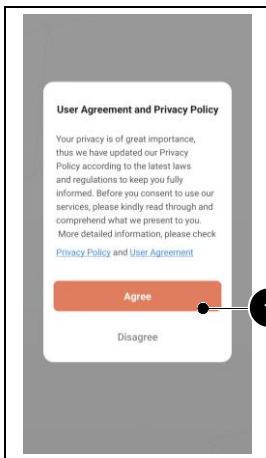 User Agreement and Privacy Policy
Your privacy is of great importance,
thus we have updated our Privacy
Policy according to the latest laws
and regulations to keep you fully
informed. Before you consent to use our
services, please kindly read through and
comprehend what we present to you.
More detailed information, please check
Privacy Policy and User Agreement
Agree
Disagree